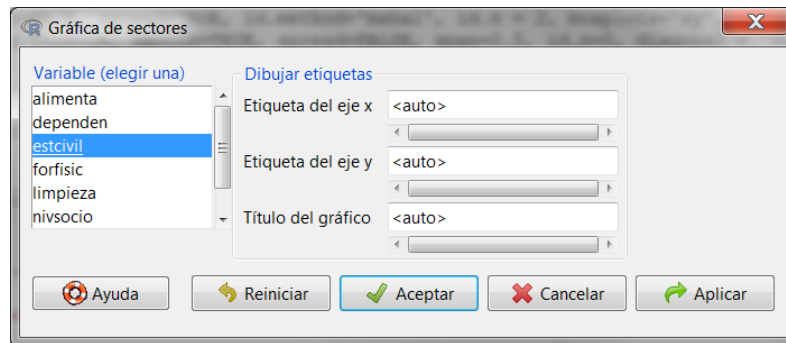 Gráfica de sectores
Variable (elegir una)
alimenta
dependen
estcivil
forfisic
limpieza
nivsocio
Dibujar etiquetas
Etiqueta del eje x <auto>
Etiqueta del eje y <auto>
Título del gráfico <auto>
Ayuda Reiniciar Aceptar Cancelar Aplicar